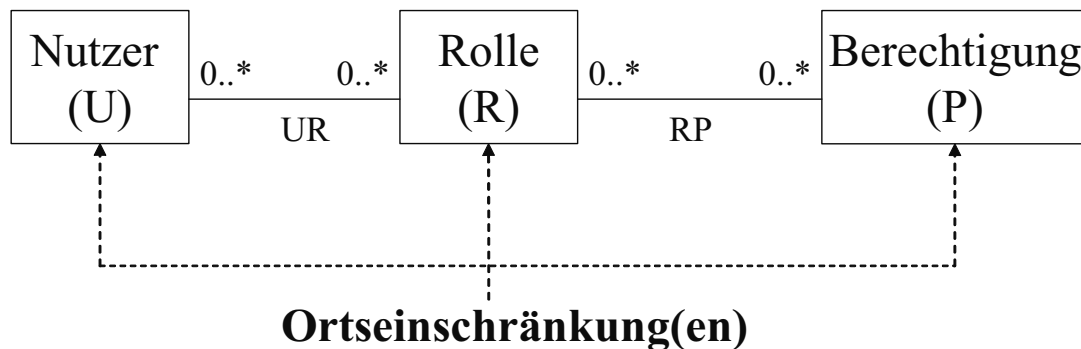 Nutzer
(U)
0..*
0..*
UR
Rolle
(R)
0..*
0..*
RP
Berechtigung
(P)
Ortseinschränkung(en)